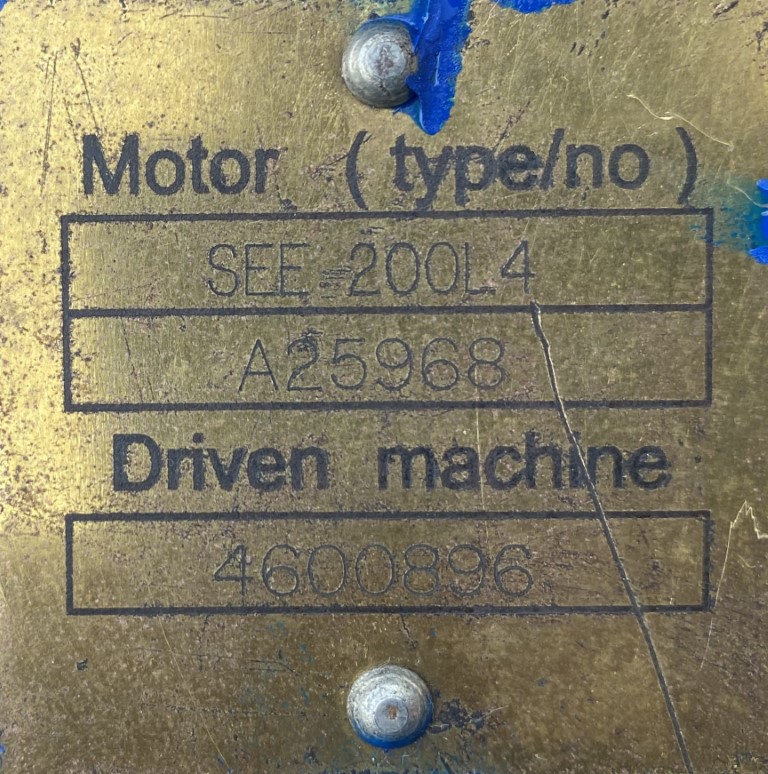 Motor (type/no)
SEE 200L4
A25968
Driven machine
4600896